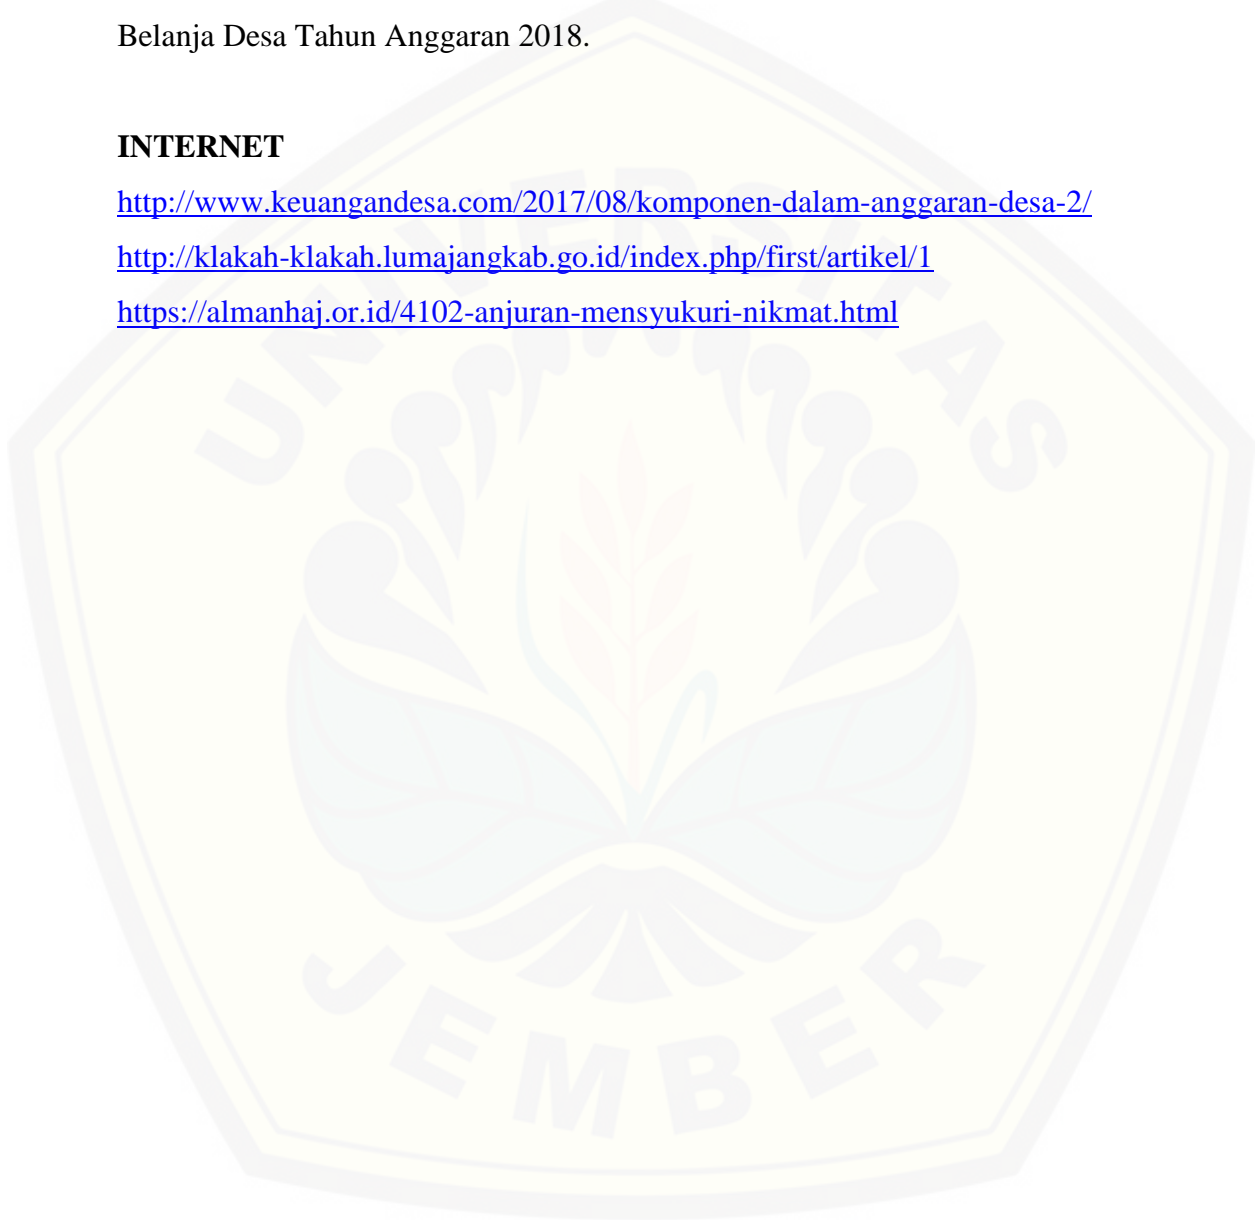 Belanja Desa Tahun Anggaran 2018.
INTERNET
http://www.keuangandesa.com/2017/08/komponen-dalam-anggaran-desa-2/
http://klakah-klakah.lumajangkab.go.id/index.php/first/artikel/1
https://almanhaj.or.id/4102-anjuran-mensyukuri-nikmat.html
UNIVERSITAS
JEMBER